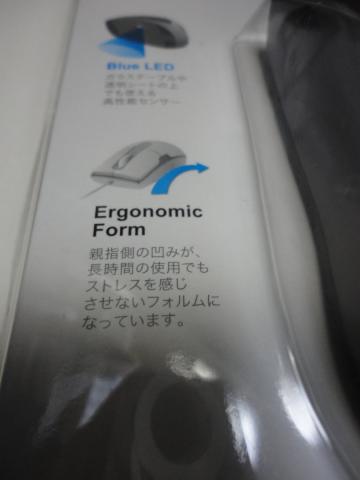 Blue LED
ガラステーブルや
透明シートの上
でも使える
高性能センサー
Ergonomic
Form
親指側の凹みが、
長時間の使用でも
ストレスを感じ
させないフォルムに
なっています。